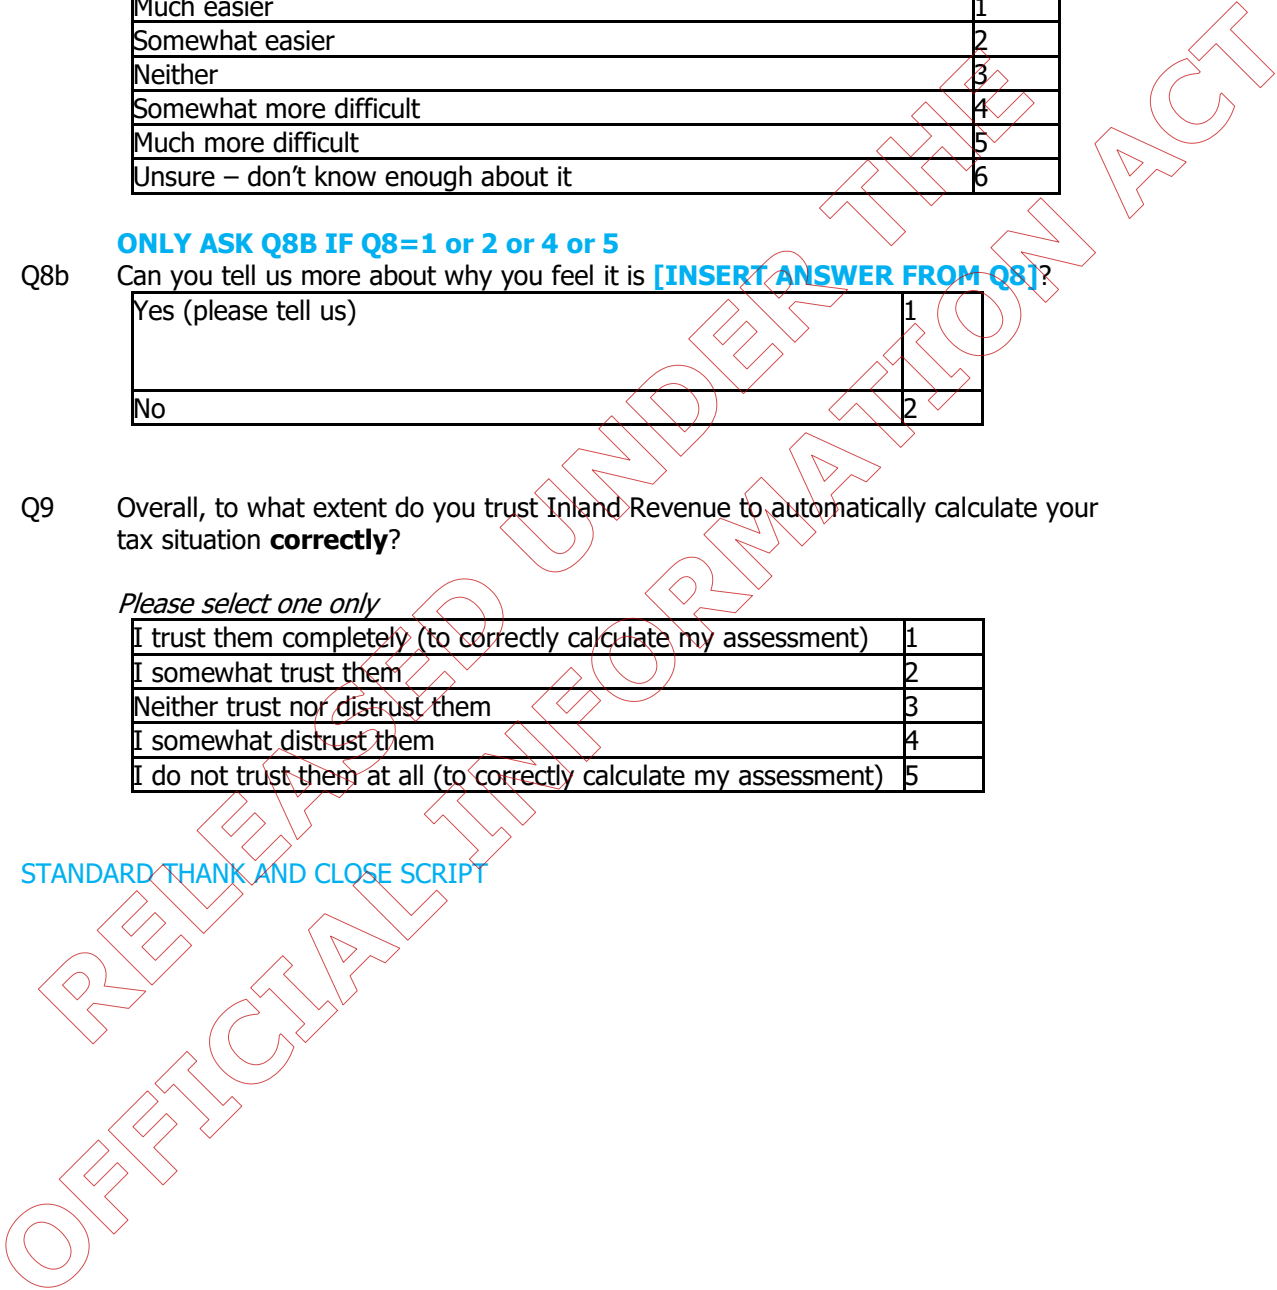 Much easier 1
Somewhat easier 2
Neither 3
Somewhat more difficult 4
Much more difficult 5
Unsure – don’t know enough about it 6
ONLY ASK Q8B IF Q8=1 or 2 or 4 or 5
Q8b Can you tell us more about why you feel it is [INSERT ANSWER FROM Q8]?
Yes (please tell us) 1
No 2
Q9 Overall, to what extent do you trust Inland Revenue to automatically calculate your
tax situation correctly?
Please select one only
I trust them completely (to correctly calculate my assessment) 1
I somewhat trust them 2
Neither trust nor distrust them 3
I somewhat distrust them 4
I do not trust them at all (to correctly calculate my assessment) 5
STANDARD THANK AND CLOSE SCRIPT
RELEASED UNDER THE
OFFICIAL INFORMATION ACT